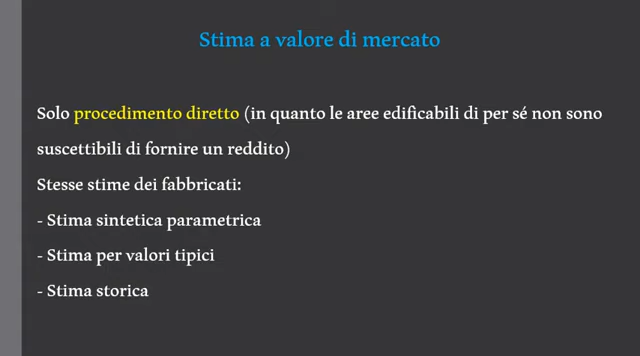 Stima a valore di mercato
Solo procedimento diretto (in quanto le aree edificabili di per sé non sono
suscettibili di fornire un reddito)
Stesse stime dei fabbricati:
- Stima sintetica parametrica
- Stima per valori tipici
- Stima storica